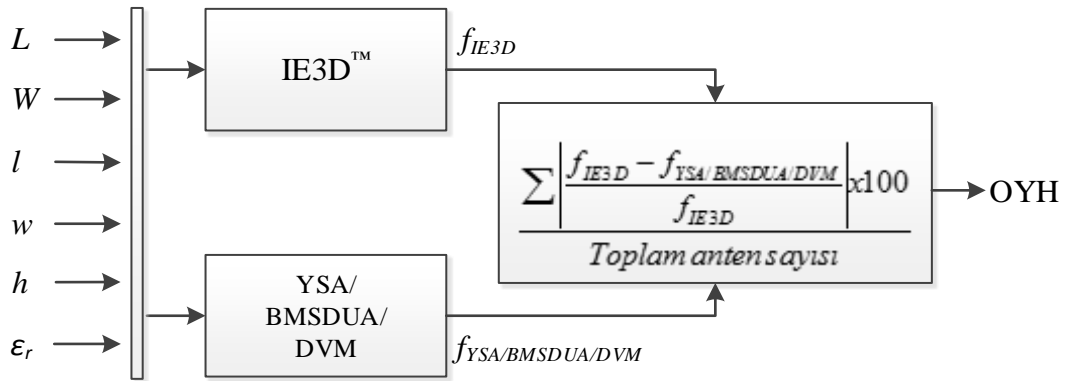 L
W
l
w
h
εr
IE3D™
fIE3D
YSA/
BMSDUA/
DVM
fYSA/BMSDUA/DVM
∑|(fIE3D − fYSA/BMSDUA/DVM)/fIE3D|x100
Toplam anten sayısı
OYH